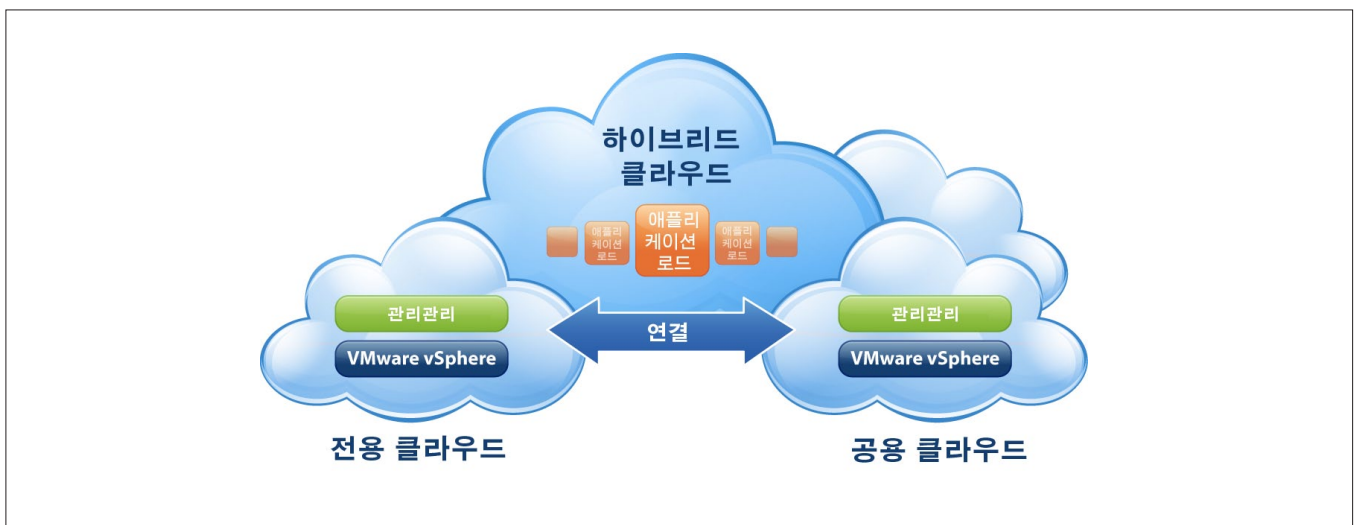 하이브리드
클라우드
애플리
케이션
로드
애플리
케이션
로드
애플리
케이션
로드
관리관리
연결
관리관리
VMware vSphere
VMware vSphere
전용 클라우드
공용 클라우드